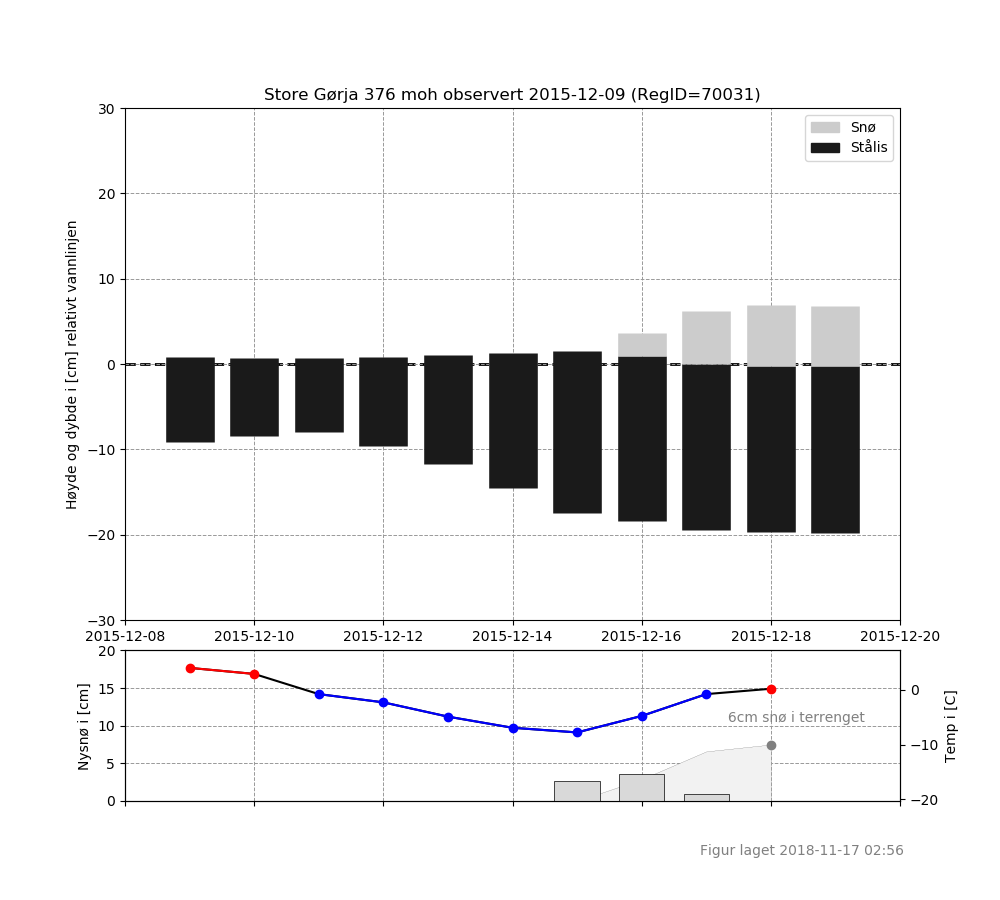 Store Gørja 376 moh observert 2015-12-09 (RegID=70031)
Snø
Stålis
Høyde og dybde i [cm] relativt vannlinjen
30
20
10
0
−10
−20
−30
2015-12-08 2015-12-10 2015-12-12 2015-12-14 2015-12-16 2015-12-18 2015-12-20
Nysnø i [cm]
20
15
10
5
0
6cm snø i terrenget
0
−10
−20
Temp i [C]
Figur laget 2018-11-17 02:56